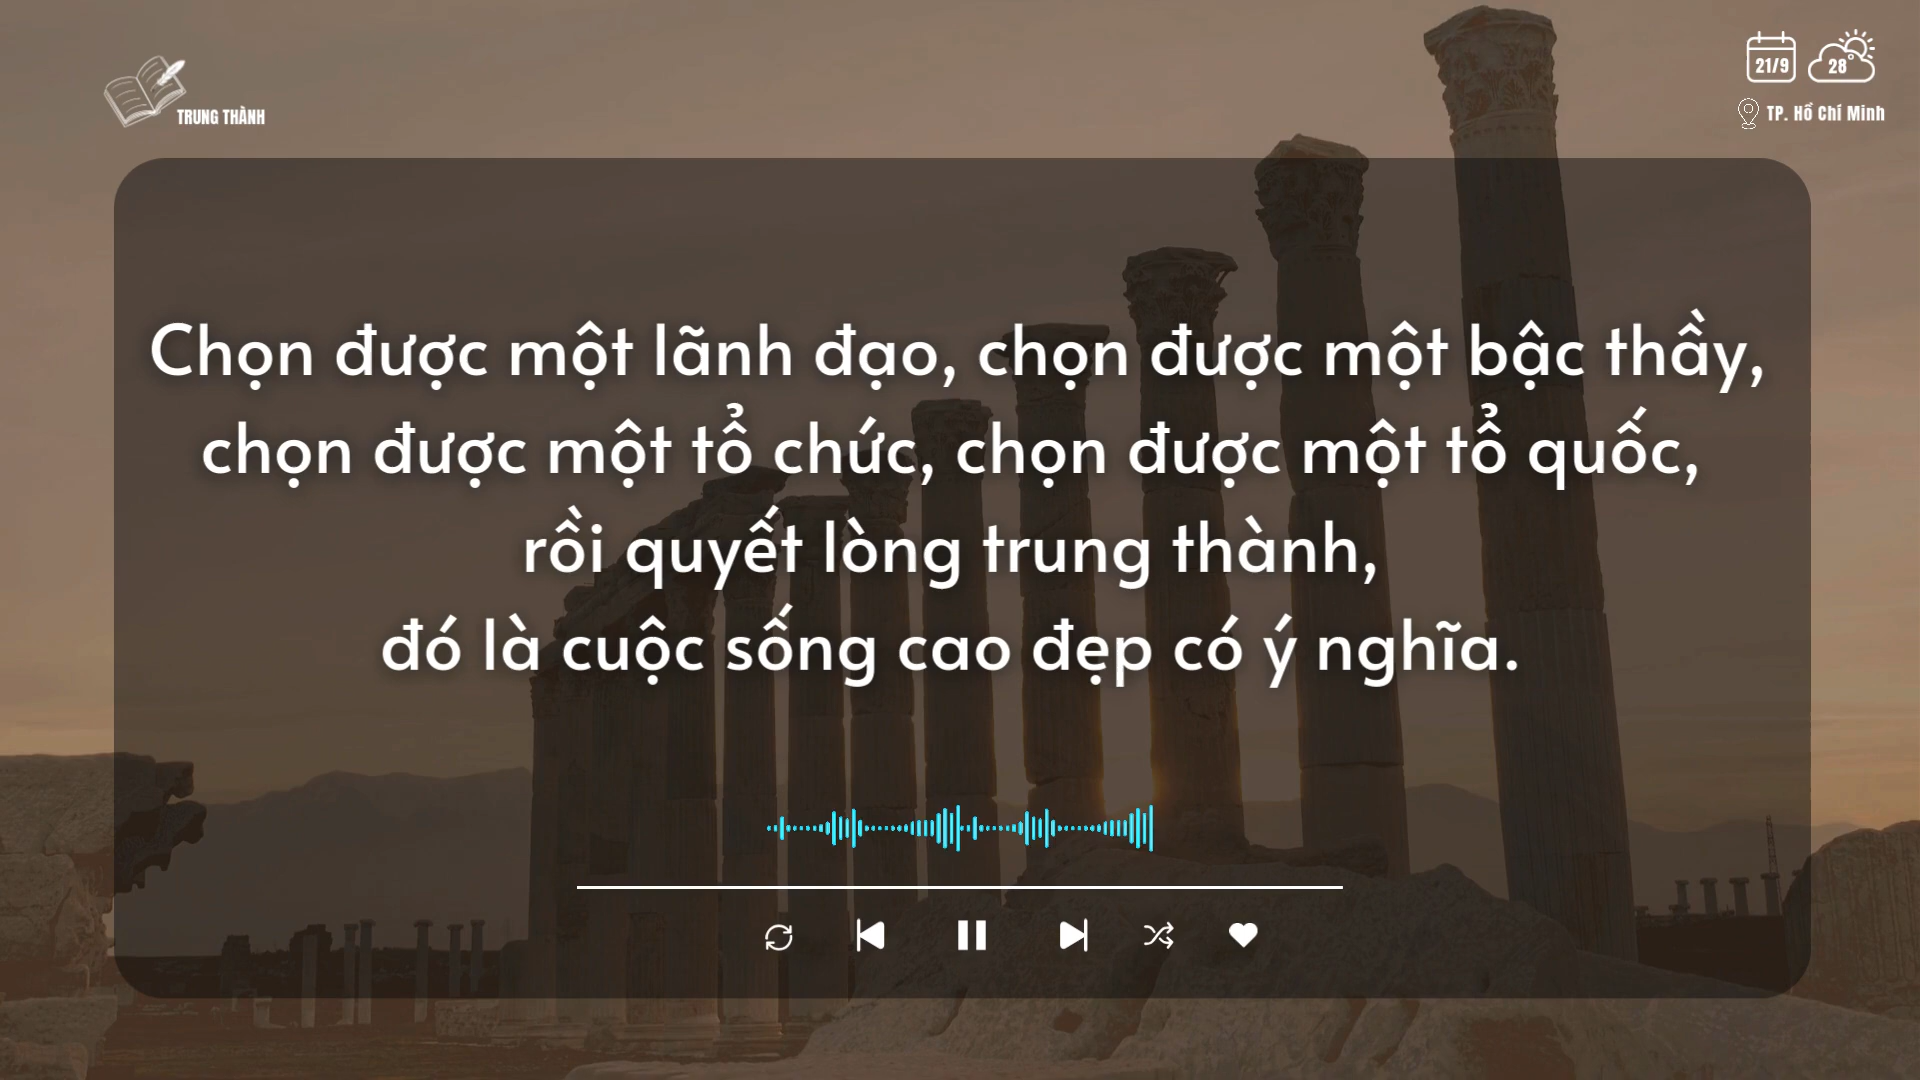 TRUNG THÀNH
21/9
28°
TP. Hồ Chí Minh
Chọn được một lãnh đạo, chọn được một bậc thầy,
chọn được một tổ chức, chọn được một tổ quốc,
rồi quyết lòng trung thành,
đó là cuộc sống cao đẹp có ý nghĩa.